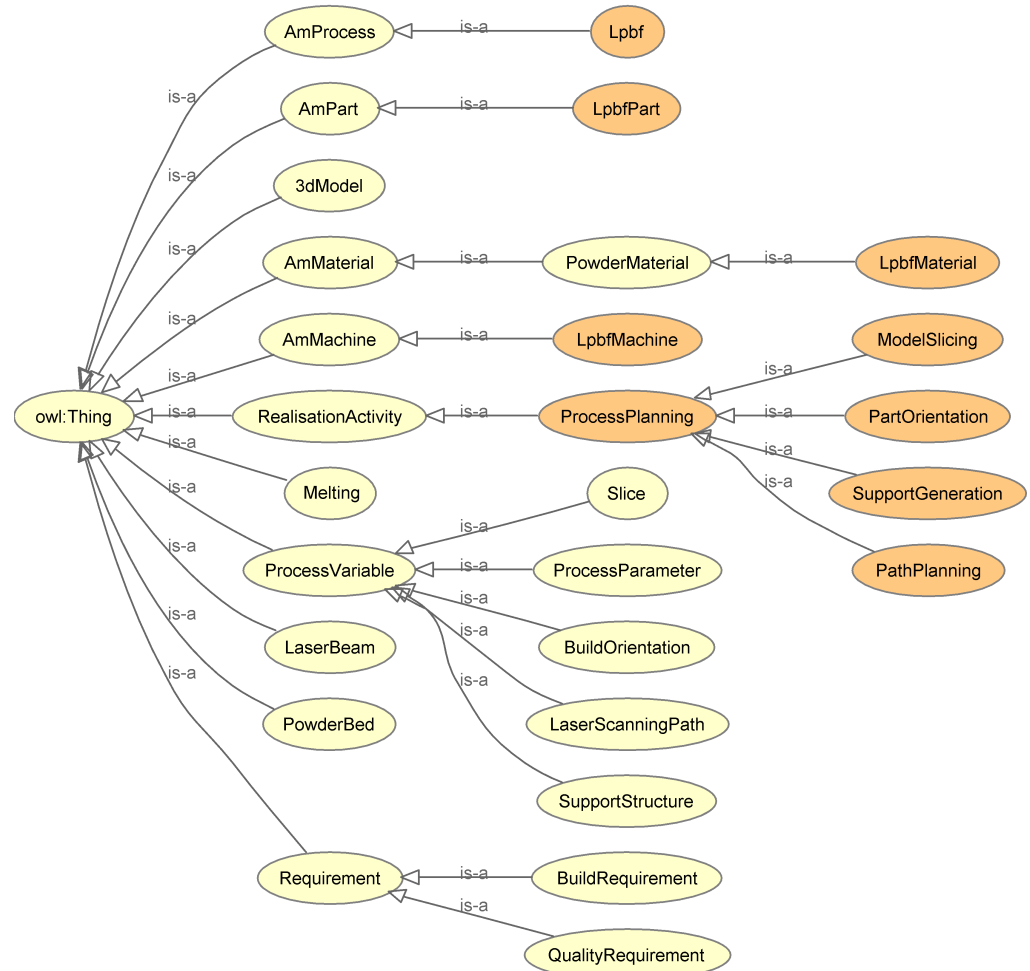 AmProcess
is-a
Lpbf
is-a
AmPart
is-a
LpbfPart
is-a
3dModel
is-a
AmMaterial
is-a
PowderMaterial
is-a
LpbfMaterial
is-a
AmMachine
is-a
LpbfMachine
ModelSlicing
is-a
is-a
owl:Thing
is-a
RealisationActivity
is-a
ProcessPlanning
is-a
PartOrientation
is-a
is-a
Melting
Slice
is-a
SupportGeneration
is-a
is-a
ProcessVariable
is-a
ProcessParameter
PathPlanning
is-a
is-a
LaserBeam
is-a
BuildOrientation
is-a
is-a
PowderBed
is-a
LaserScanningPath
SupportStructure
Requirement
is-a
BuildRequirement
is-a
QualityRequirement